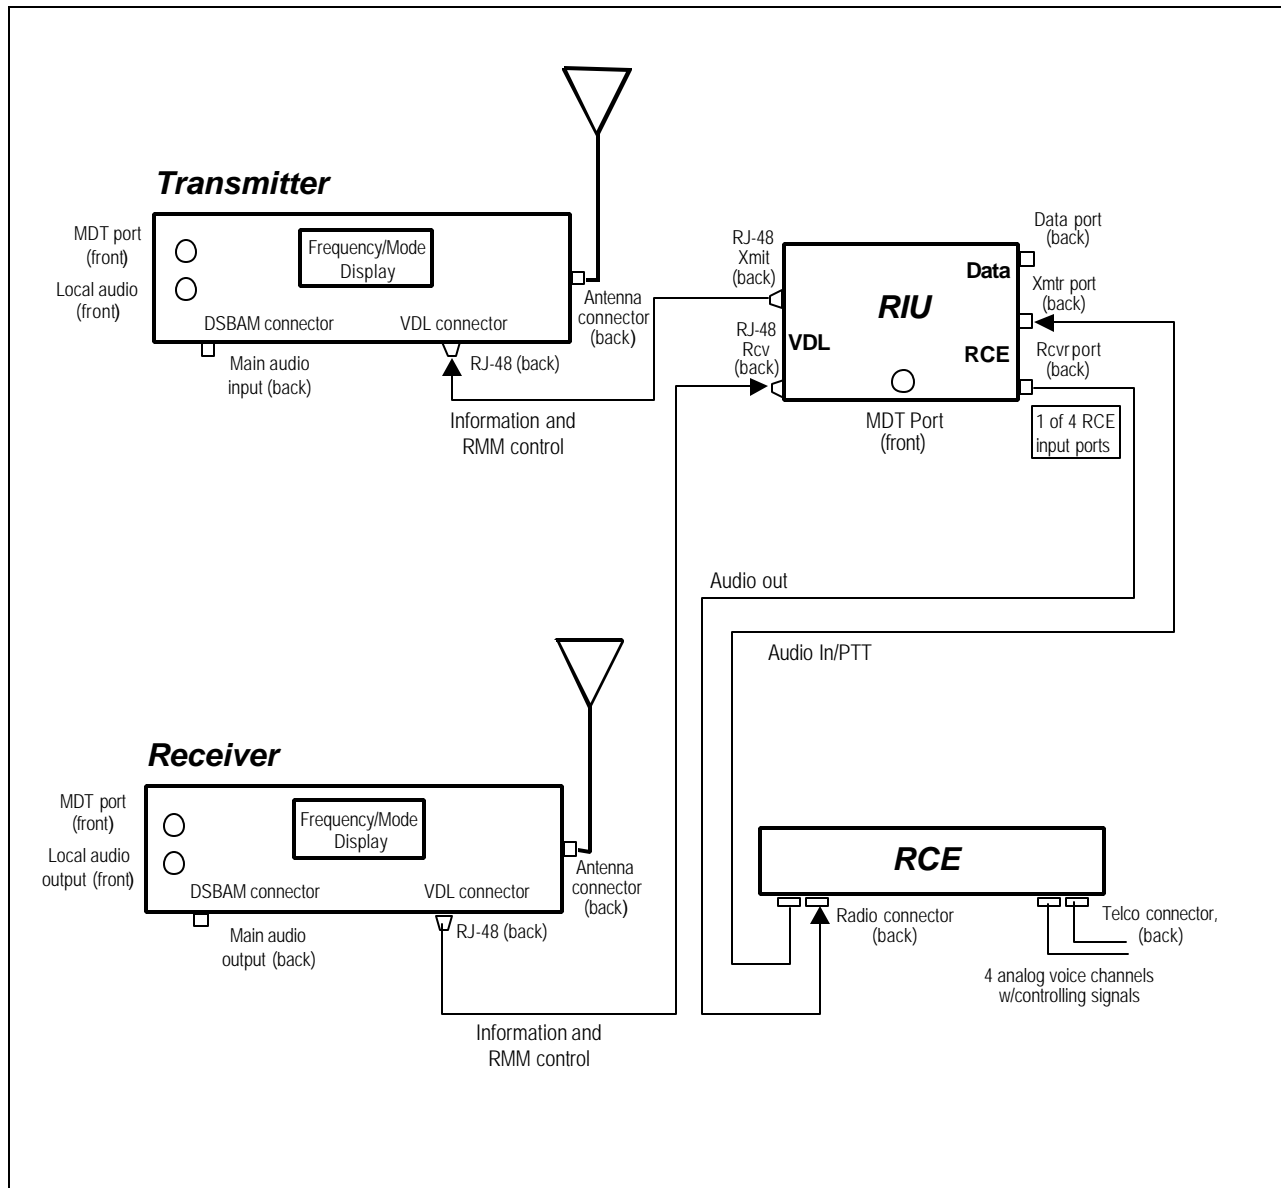 Transmitter
MDT port
(front)
Local audio
(front)
Frequency/Mode
Display
DSBAM connector
VDL connector
Main audio
input (back)
RJ-48 (back)
Antenna
connector
(back)
Information and
RMM control
RJ-48
Xmit
(back)
RJ-48
Rcv
(back)
VDL
RIU
Data
RCE
Data port
(back)
Xmtr port
(back)
Rcvr port
(back)
MDT Port
(front)
1 of 4 RCE
input ports
Audio out
Audio In/PTT
Receiver
MDT port
(front)
Local audio
output (front)
Frequency/Mode
Display
DSBAM connector
VDL connector
Main audio
output (back)
RJ-48 (back)
Antenna
connector
(back)
Information and
RMM control
RCE
Radio connector
(back)
Telco connector,
(back)
4 analog voice channels
w/controlling signals